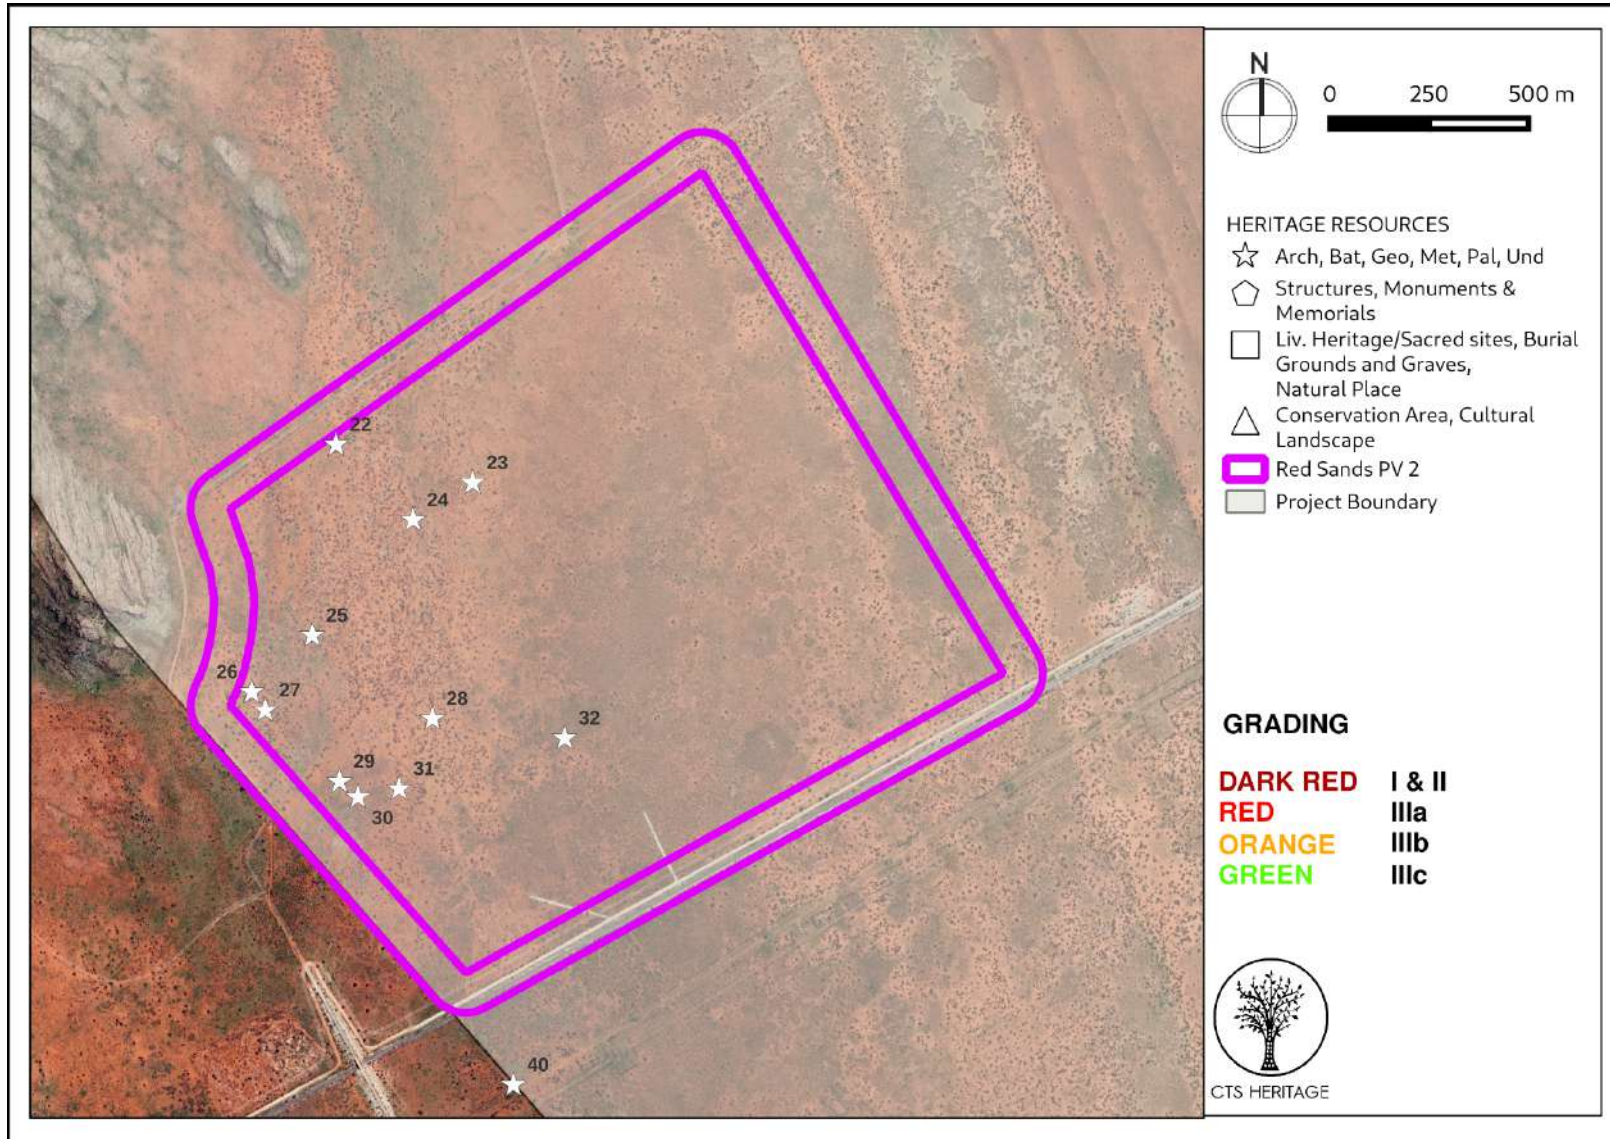 22
23
24
25
26
27
28
32
29
31
30
40
N
0 250 500 m
HERITAGE RESOURCES
Arch, Bat, Geo, Met, Pal, Und
Structures, Monuments &
Memorials
Liv. Heritage/Sacred sites, Burial
Grounds and Graves,
Natural Place
Conservation Area, Cultural
Landscape
Red Sands PV 2
Project Boundary
GRADING
DARK RED I & II
RED IIIa
ORANGE IIIb
GREEN IIIc
CTS HERITAGE